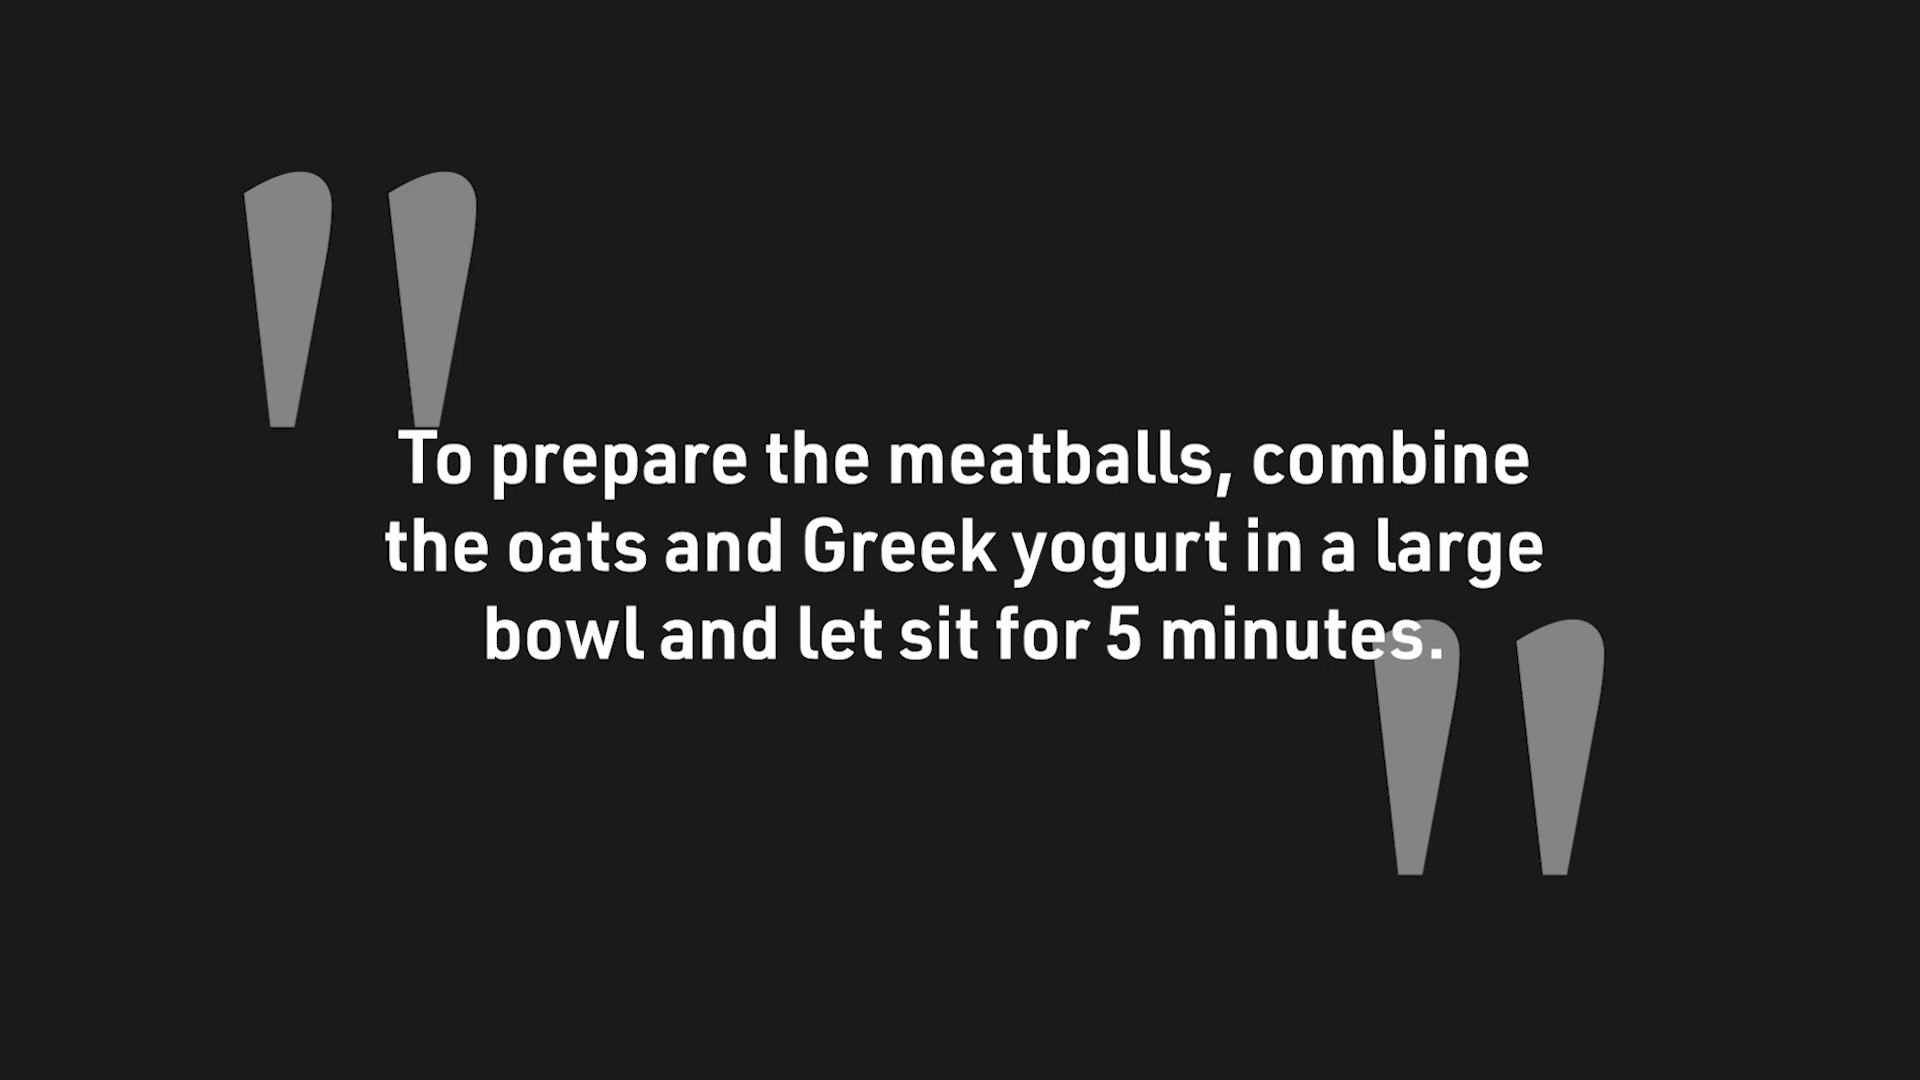 "
To prepare the meatballs, combine
the oats and Greek yogurt in a large
bowl and let sit for 5 minutes.
"